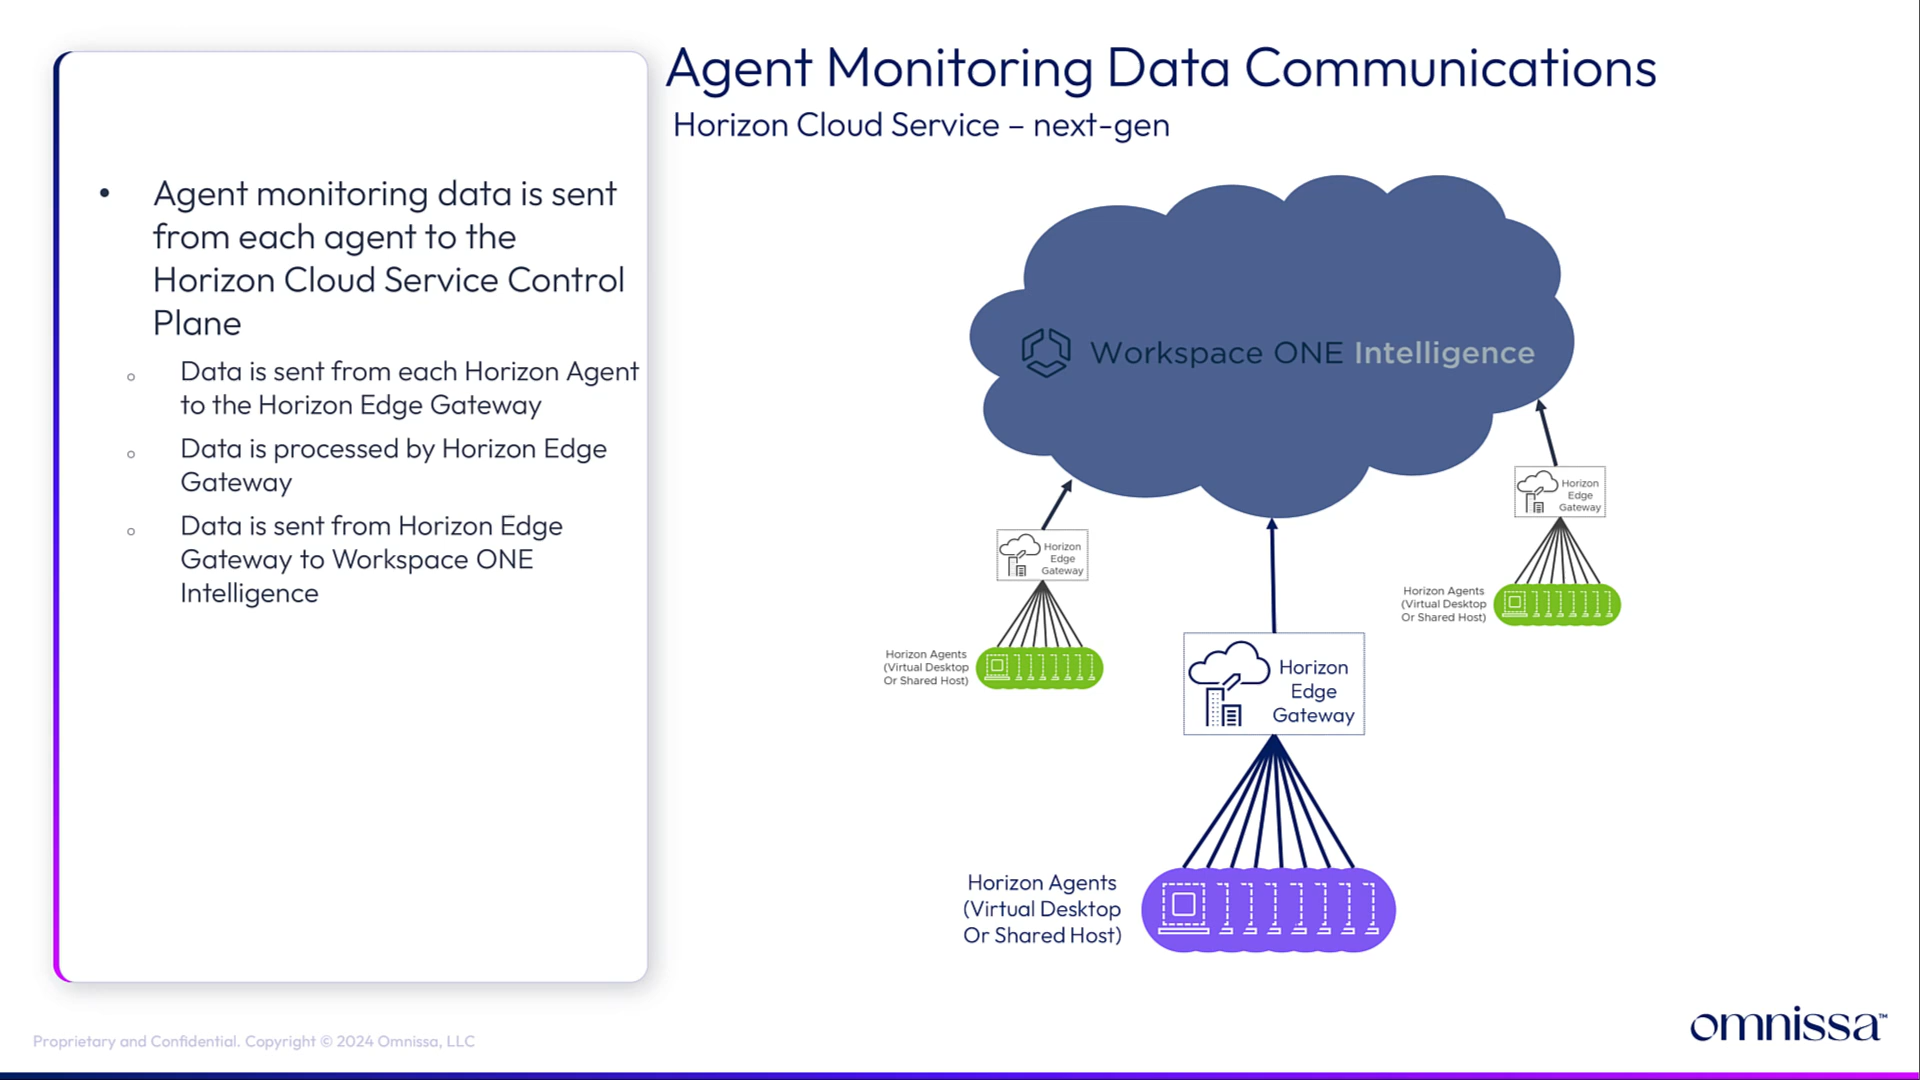 Agent Monitoring Data Communications
Horizon Cloud Service – next-gen
• Agent monitoring data is sent
from each agent to the
Horizon Cloud Service Control
Plane
○ Data is sent from each Horizon Agent
to the Horizon Edge Gateway
○ Data is processed by Horizon Edge
Gateway
○ Data is sent from Horizon Edge
Gateway to Workspace ONE
Intelligence
Workspace ONE Intelligence
Horizon
Edge
Gateway
Horizon Agents
(Virtual Desktop
Or Shared Host)
Horizon
Edge
Gateway
Horizon Agents
(Virtual Desktop
Or Shared Host)
Horizon
Edge
Gateway
Horizon Agents
(Virtual Desktop
Or Shared Host)
Proprietary and Confidential. Copyright © 2024 Omnissa, LLC
omnissa™